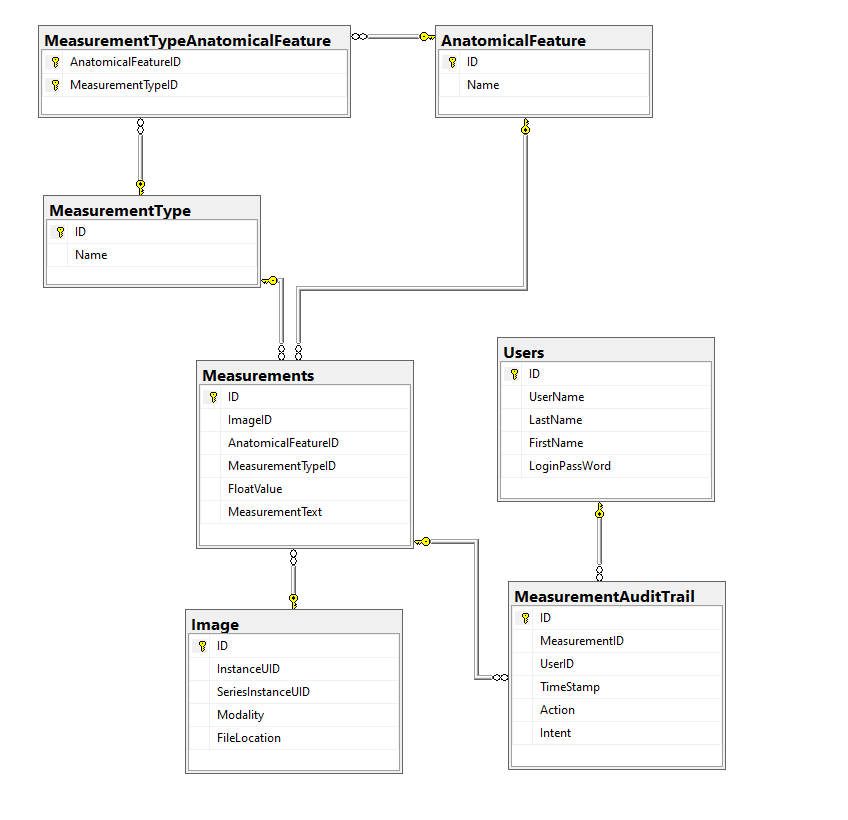 MeasurementTypeAnatomicalFeature
AnatomicalFeatureID
MeasurementTypeID
AnatomicalFeature
ID
Name
MeasurementType
ID
Name
Measurements
ID
ImageID
AnatomicalFeatureID
MeasurementTypeID
FloatValue
MeasurementText
Users
ID
UserName
LastName
FirstName
LoginPassWord
Image
ID
InstanceUID
SeriesInstanceUID
Modality
FileLocation
MeasurementAuditTrail
ID
MeasurementID
UserID
TimeStamp
Action
Intent